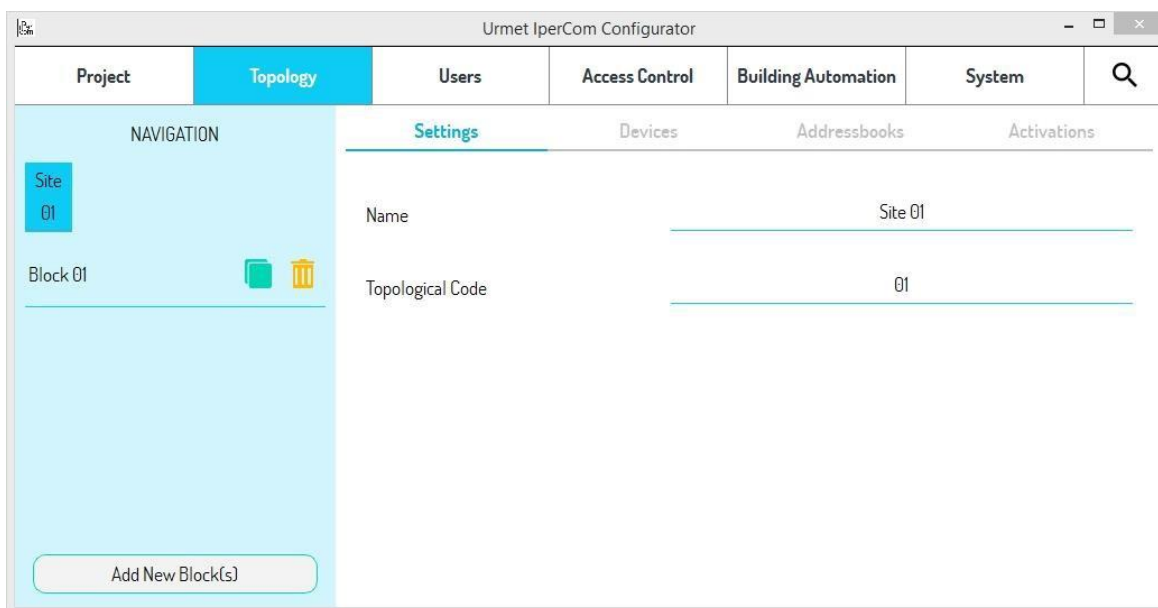 Urmet IperCom Configurator
Project Topology Users Access Control Building Automation System
NAVIGATION Settings Devices Addressbooks Activations
Site
01
Name Site 01
Block 01
Topological Code 01
Add New Block(s)